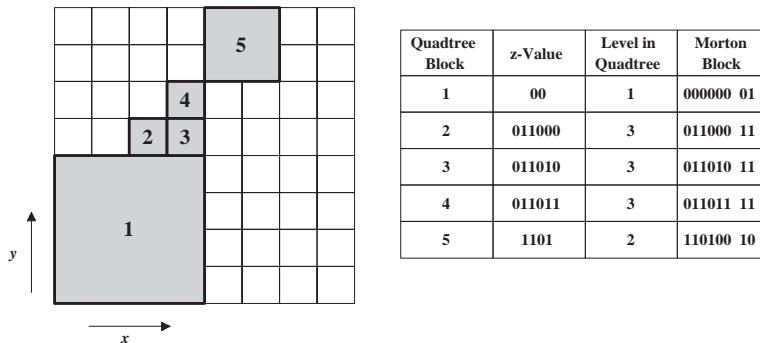 5
4
2 3
1
y
x
Quadtree Block z-Value Level in Quadtree Morton Block
1 00 1 000000 01
2 011000 3 011000 11
3 011010 3 011010 11
4 011011 3 011011 11
5 1101 2 110100 10